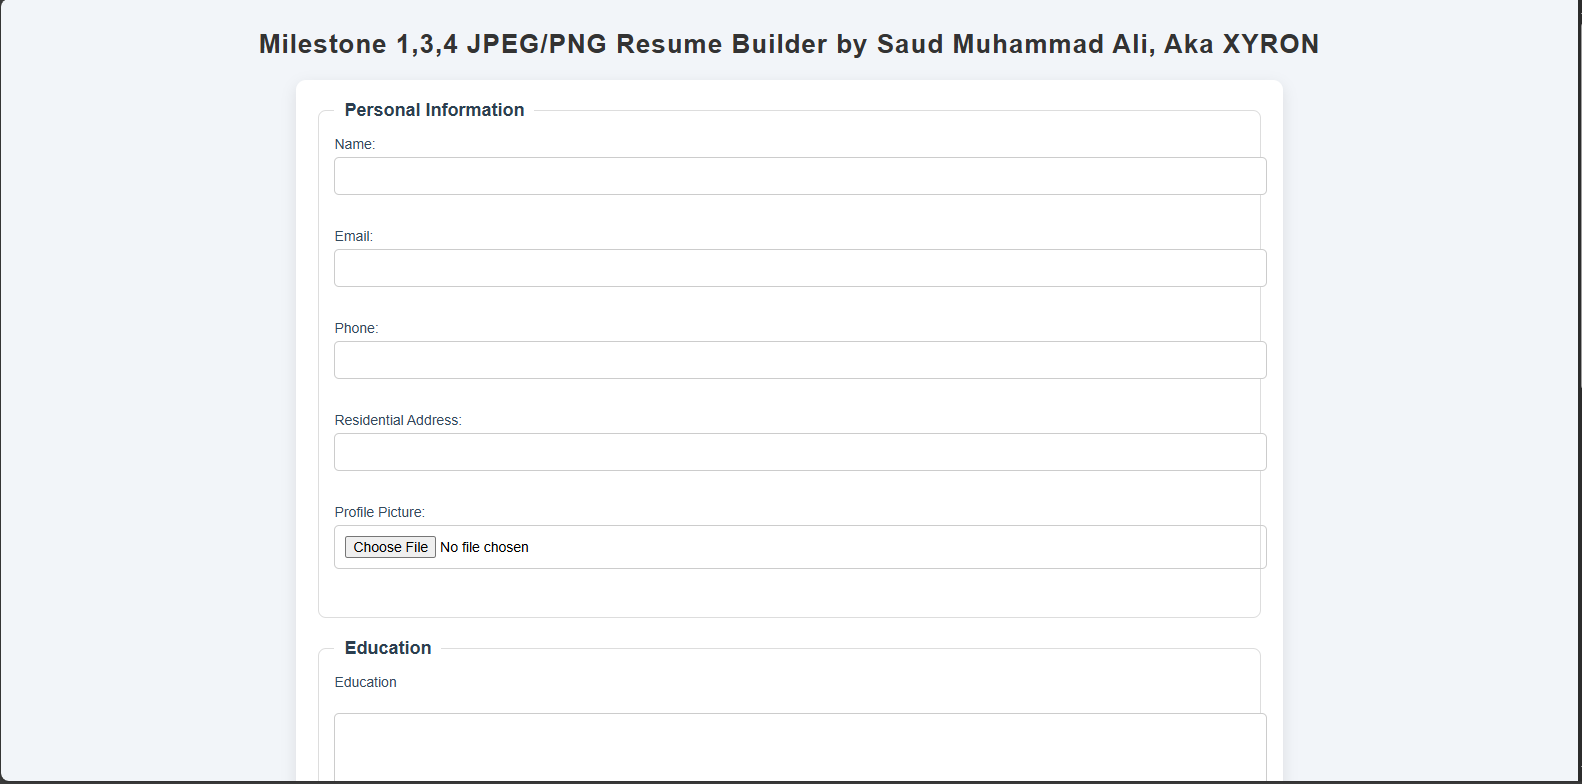 Milestone 1,3,4 JPEG/PNG Resume Builder by Saud Muhammad Ali, Aka XYRON
Personal Information
Name:
Email:
Phone:
Residential Address:
Profile Picture:
Choose File No file chosen
Education
Education